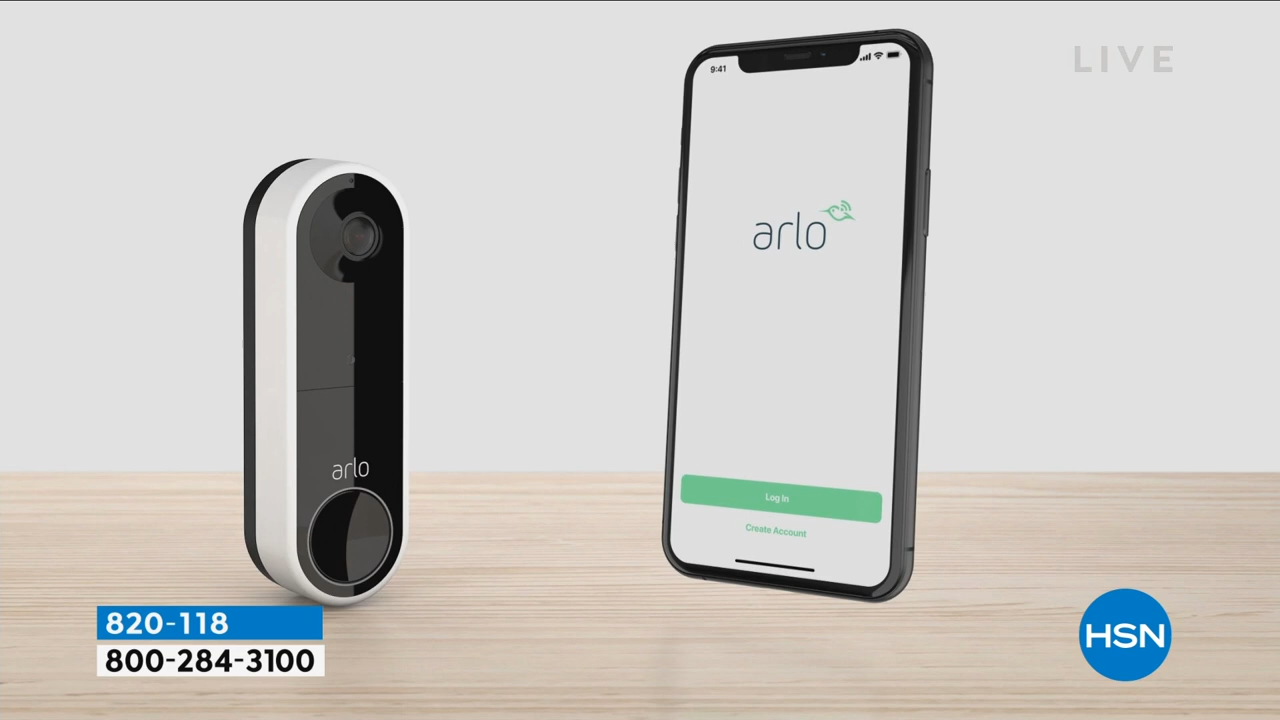 LIVE
9:41
arlo
arlo
Log In
Create Account
820-118
800-284-3100
HSN